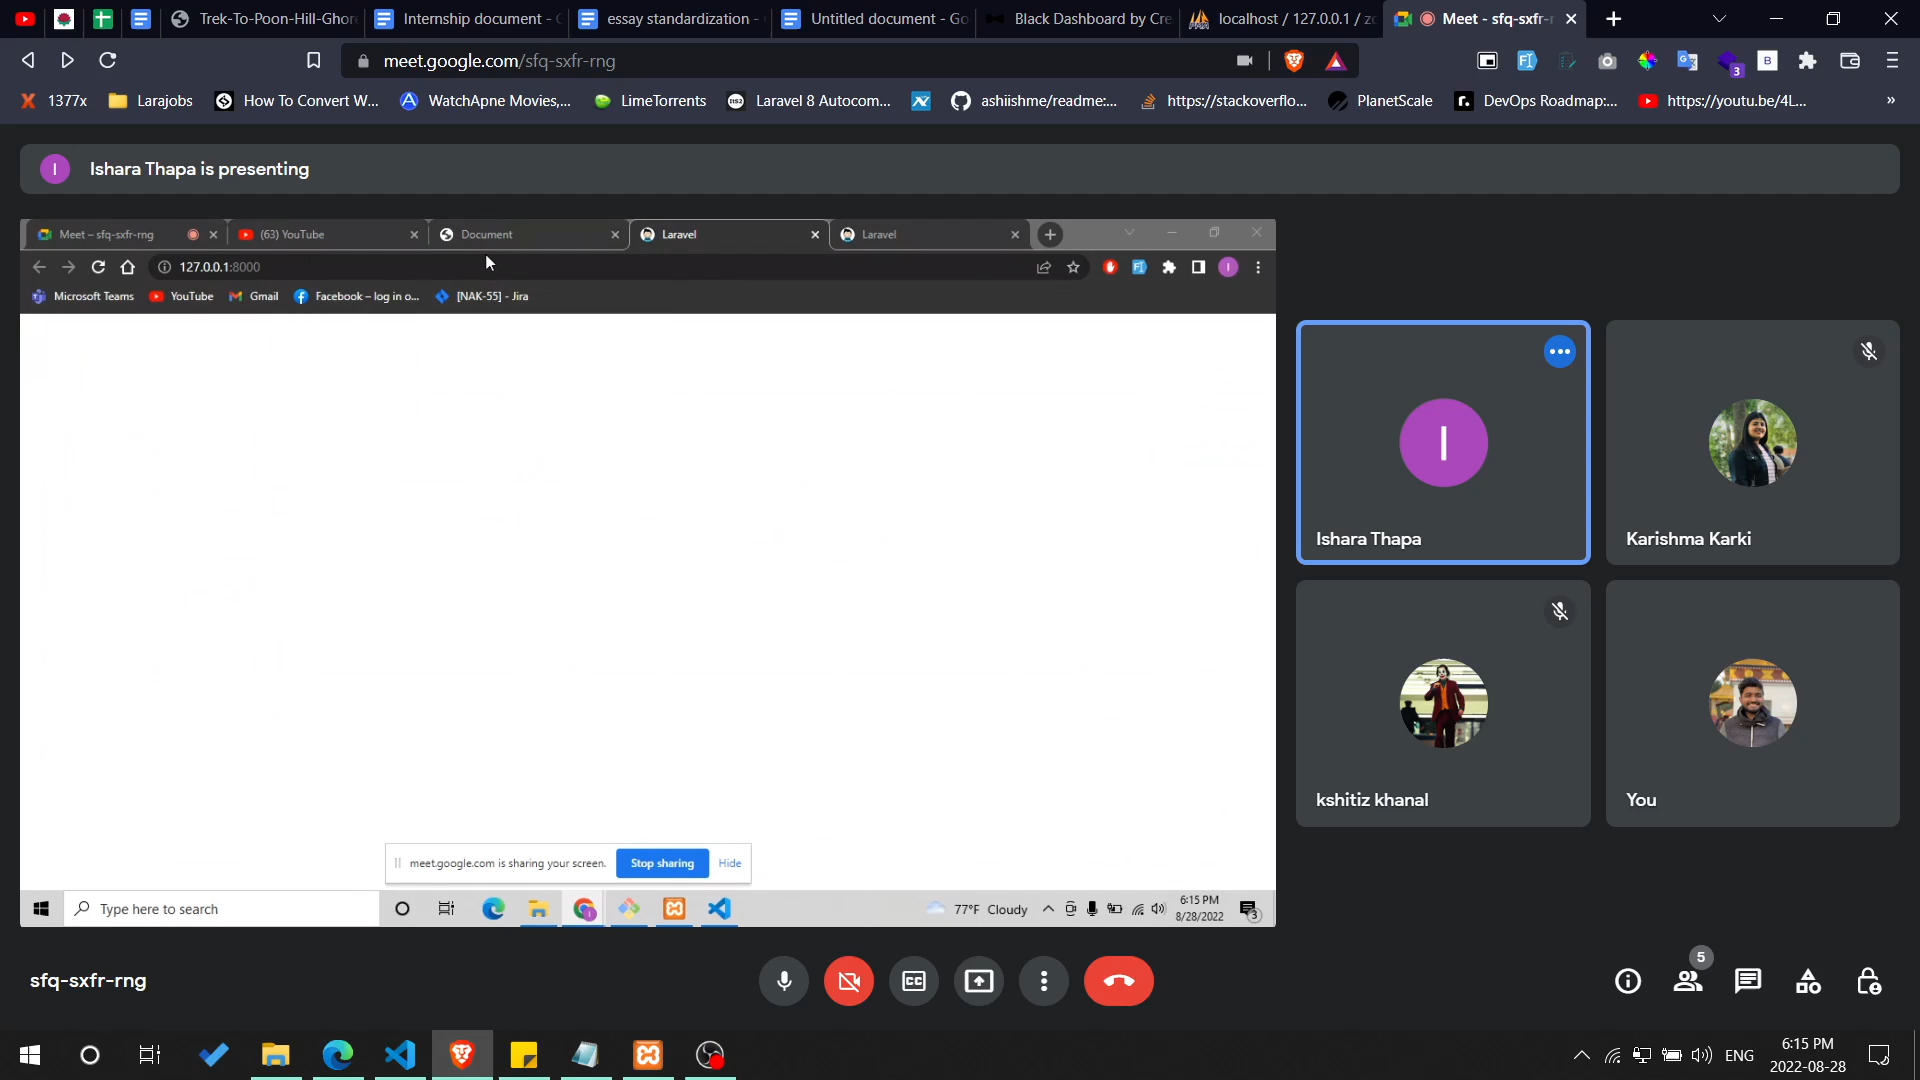 Trek-To-Poon-Hill-Ghor
Internship document -
essay standardization -
Untitled document - Go
Black Dashboard by Cre
localhost / 127.0.0.1 / zo
Meet - sfq-sxfr-r
meet.google.com/sfq-sxfr-rng
3
B
1377x
Larajobs
How To Convert W...
WatchApne Movies,...
LimeTorrents
Laravel 8 Autocom...
ashiishme/readme:...
https://stackoverflo...
PlanetScale
DevOps Roadmap:...
https://youtu.be/4L...
»
I
Ishara Thapa is presenting
Meet – sfq-sxfr-rng
(63) YouTube
Document
Laravel
Laravel
127.0.0.1:8000
I
Microsoft Teams
YouTube
Gmail
Facebook – log in o...
[NAK-55] - Jira
I
Ishara Thapa
Karishma Karki
kshitiz khanal
You
meet.google.com is sharing your screen.
Stop sharing
Hide
Type here to search
77°F Cloudy
6:15 PM
8/28/2022
3
sfq-sxfr-rng
CC
5
ENG
6:15 PM
2022-08-28